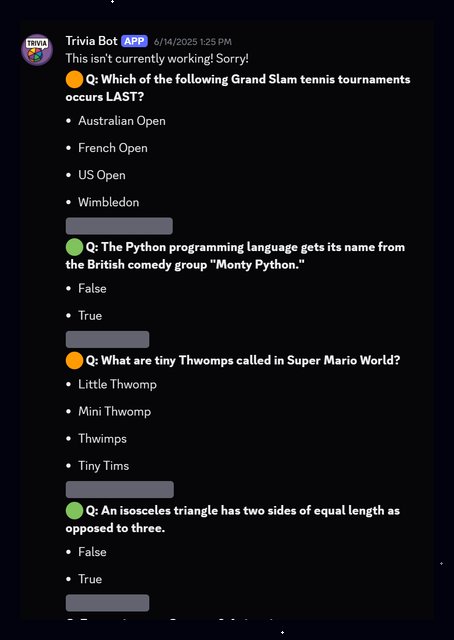 TRIVIA
Trivia Bot APP 6/14/2025 1:25 PM
This isn't currently working! Sorry!
Q: Which of the following Grand Slam tennis tournaments
occurs LAST?
• Australian Open
• French Open
• US Open
• Wimbledon
Q: The Python programming language gets its name from
the British comedy group "Monty Python."
• False
• True
Q: What are tiny Thwomps called in Super Mario World?
• Little Thwomp
• Mini Thwomp
• Thwimps
• Tiny Tims
Q: An isosceles triangle has two sides of equal length as
opposed to three.
• False
• True